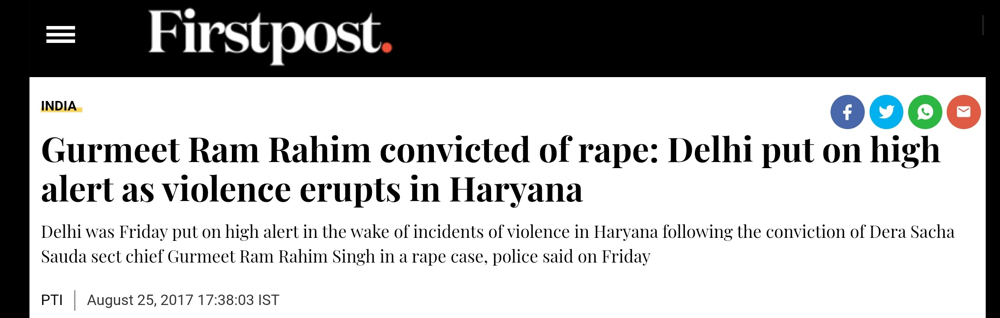 Firstpost.
INDIA
Gurmeet Ram Rahim convicted of rape: Delhi put on high
alert as violence erupts in Haryana
Delhi was Friday put on high alert in the wake of incidents of violence in Haryana following the conviction of Dera Sacha
Sauda sect chief Gurmeet Ram Rahim Singh in a rape case, police said on Friday
PTI | August 25, 2017 17:38:03 IST